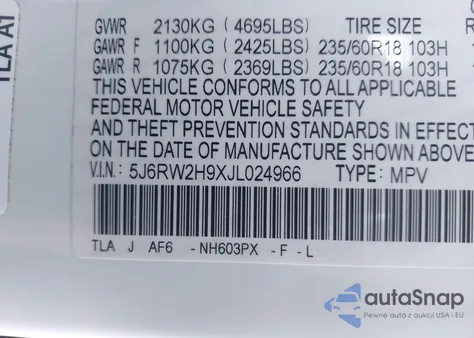 TLA A1
GVWR 2130KG (4695LBS) TIRE SIZE
GAWR F 1100KG (2425LBS) 235/60R18 103H
GAWR R 1075KG (2369LBS) 235/60R18 103H
THIS VEHICLE CONFORMS TO ALL APPLICABLE
FEDERAL MOTOR VEHICLE SAFETY
AND THEFT PREVENTION STANDARDS IN EFFECT
ON THE DATE OF MANUFACTURE SHOWN ABOVE
V.I.N.: 5J6RW2H9XJL024966 TYPE: MPV
TLA J AF6 -NH603PX -F-L
autoSnap
Pewne auta z aukcji USA i EU